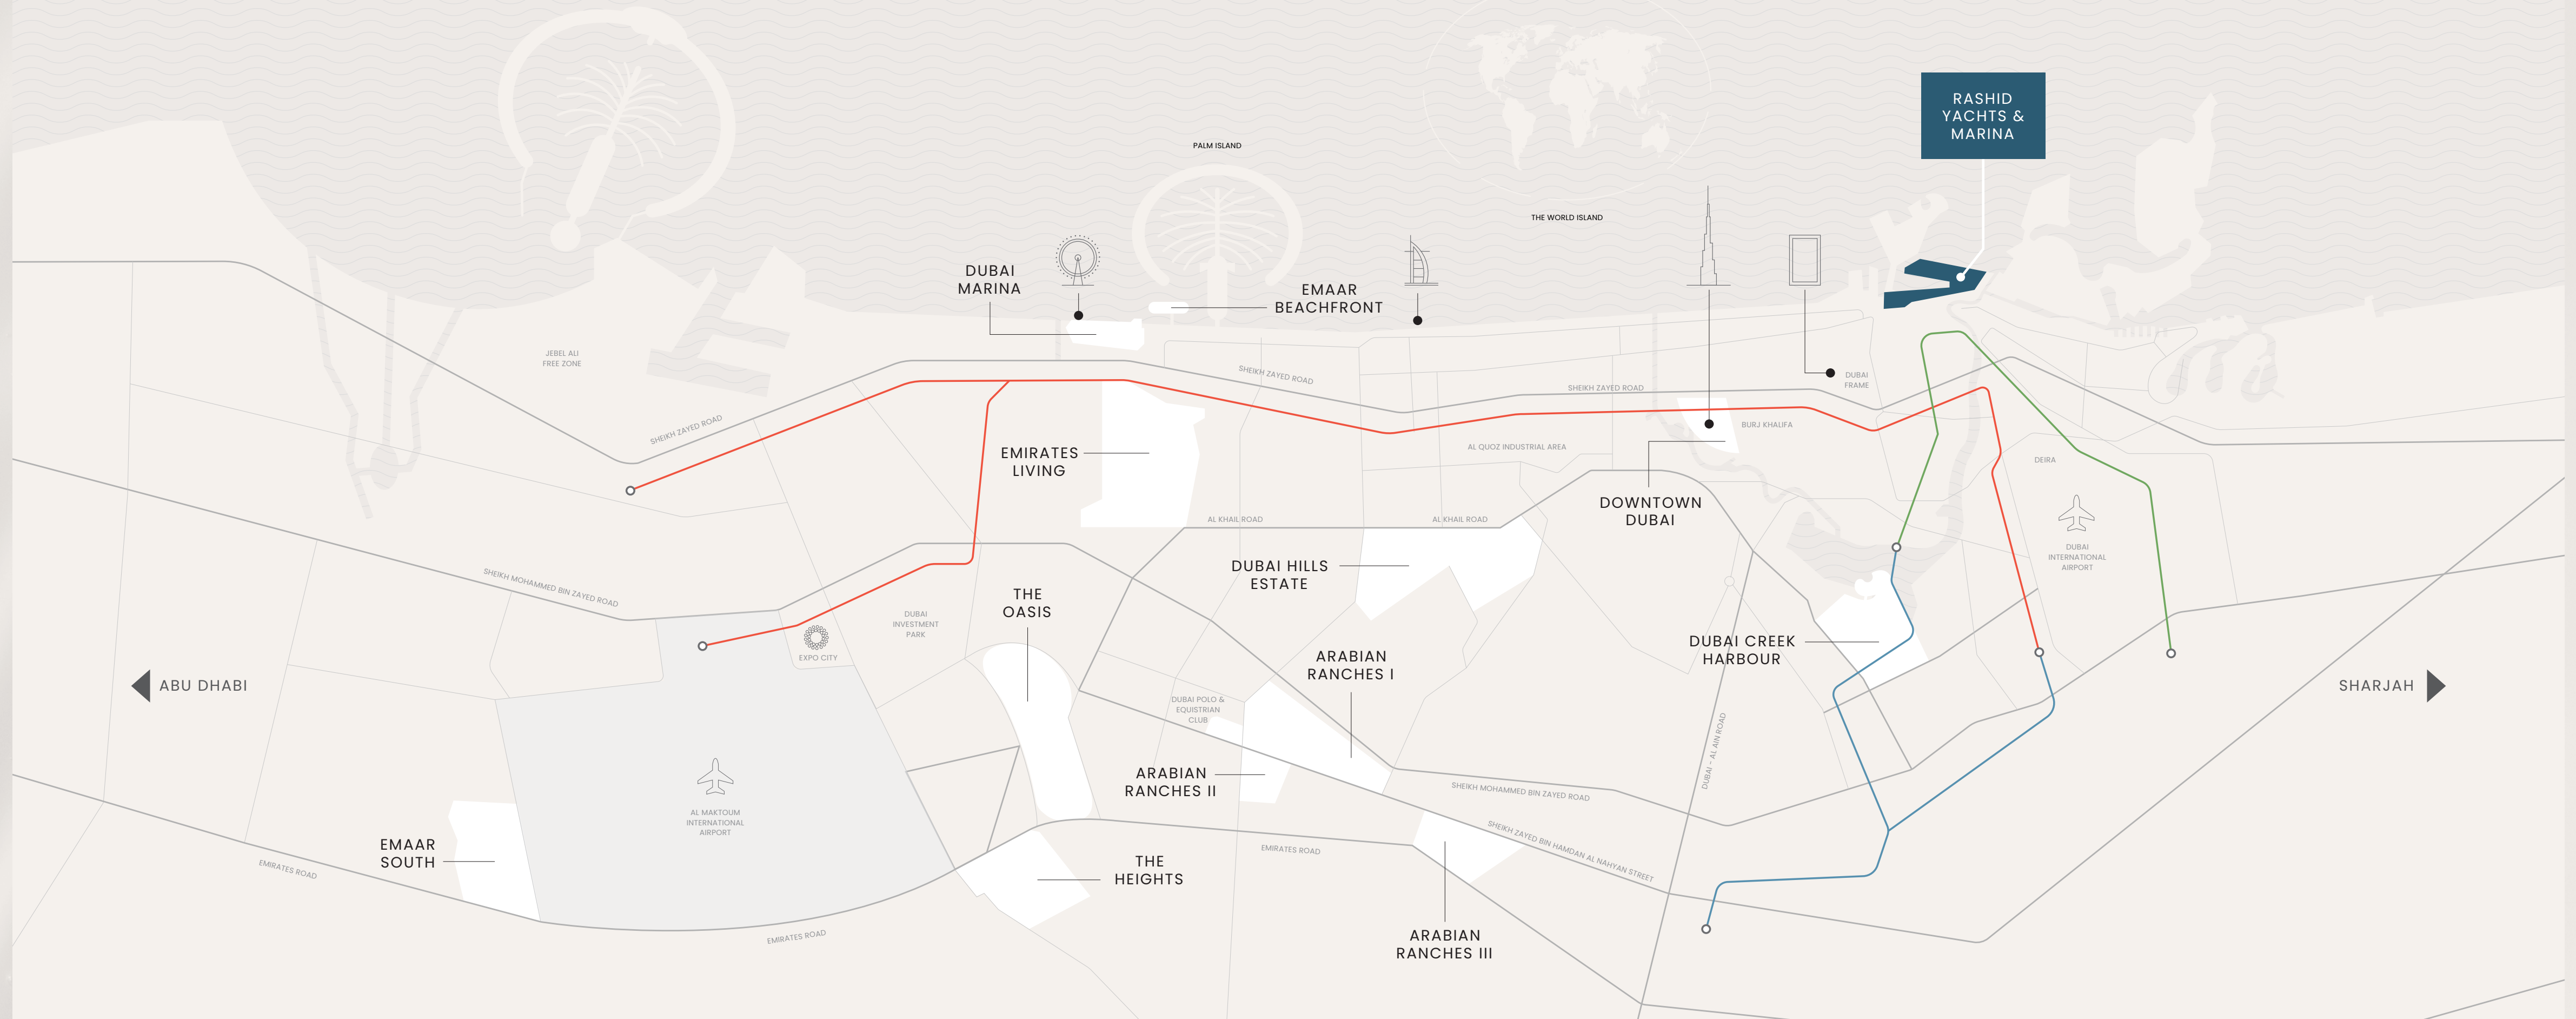 RASHID
YACHTS &
MARINA
PALM ISLAND
THE WORLD ISLAND
DUBAI
MARINA
EMAAR
BEACHFRONT
JEBEL ALI
FREE ZONE
SHEIKH ZAYED ROAD
SHEIKH ZAYED ROAD
SHEIKH ZAYED ROAD
DUBAI
FRAME
BURJ KHALIFA
AL QUOZ INDUSTRIAL AREA
EMIRATES
LIVING
DEIRA
DOWNTOWN
DUBAI
AL KHAIL ROAD
AL KHAIL ROAD
DUBAI
INTERNATIONAL
AIRPORT
DUBAI HILLS
ESTATE
SHEIKH MOHAMMED BIN ZAYED ROAD
THE
OASIS
DUBAI
INVESTMENT
PARK
EXPO CITY
DUBAI CREEK
HARBOUR
ARABIAN
RANCHES I
ABU DHABI
SHARJAH
DUBAI POLO &
EQUESTRIAN
CLUB
DUBAI - AL AIN ROAD
ARABIAN
RANCHES II
SHEIKH MOHAMMED BIN ZAYED ROAD
AL MAKTOUM
INTERNATIONAL
AIRPORT
SHEIKH ZAYED BIN HAMDAN AL NAHYAN STREET
EMAAR
SOUTH
EMIRATES ROAD
EMIRATES ROAD
THE
HEIGHTS
EMIRATES ROAD
ARABIAN
RANCHES III